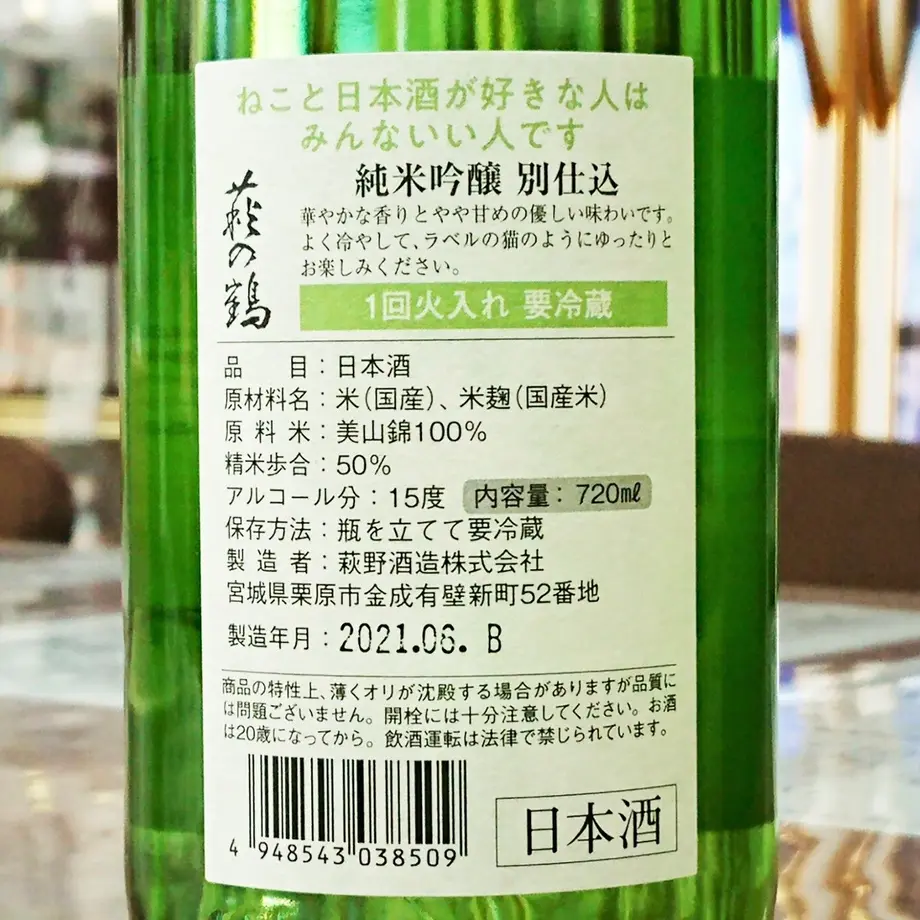 ねこと日本酒が好きな人は
みんないい人です
萩の鶴
純米吟醸 別仕込
華やかな香りとやや甘めの優しい味わいです。
よく冷やして、ラベルの猫のようにゆったりと
お楽しみください。
1回火入れ 要冷蔵
品　　目：日本酒
原材料名：米（国産）、米麹（国産米）
原 料 米：美山錦100％
精米歩合：50％
アルコール分：15度　内容量：720㎖
保存方法：瓶を立てて要冷蔵
製 造 者：萩野酒造株式会社
宮城県栗原市金成有壁新町52番地
製造年月：2021.06. B
商品の特性上、薄くオリが沈殿する場合がありますが品質に
は問題ございません。開栓には十分注意してください。お酒
は20歳になってから。飲酒運転は法律で禁じられています。
4 948543 038509
日本酒